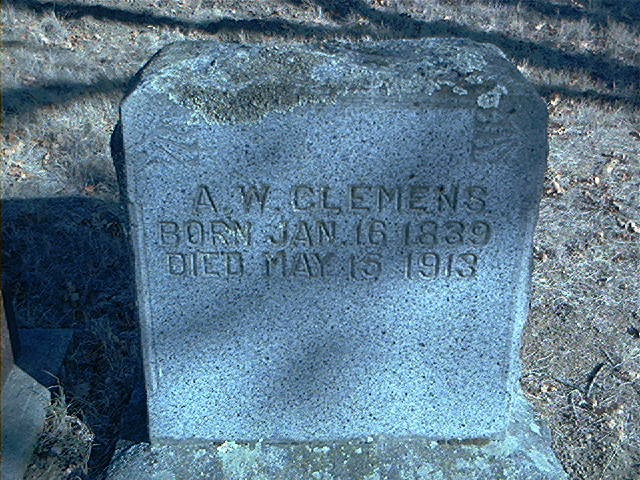 A. W. CLEMENS
BORN JAN. 16 1839
DIED MAY 15 1913